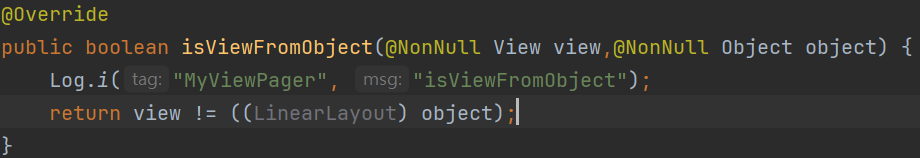 @Override
public boolean isViewFromObject(@NonNull View view,@NonNull Object object) {
Log.i( tag: "MyViewPager", msg: "isViewFromObject");
return view != ((LinearLayout) object);
}